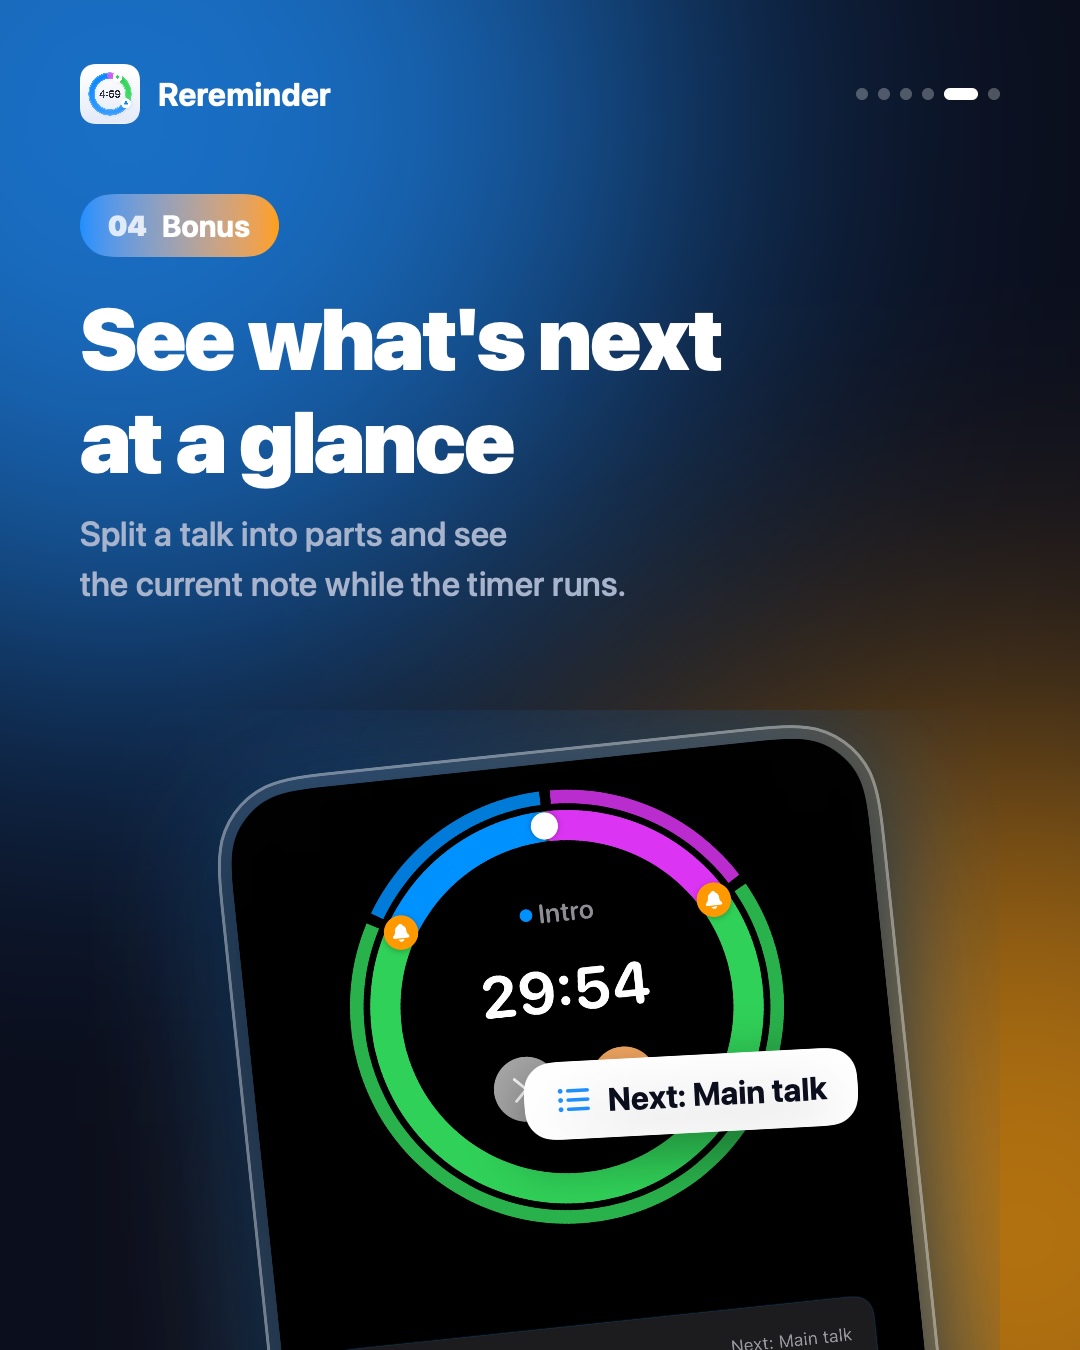 4:69
Rereminder
04 Bonus
See what's next
at a glance
Split a talk into parts and see
the current note while the timer runs.
Intro
29:54
Next: Main talk
Next: Main talk